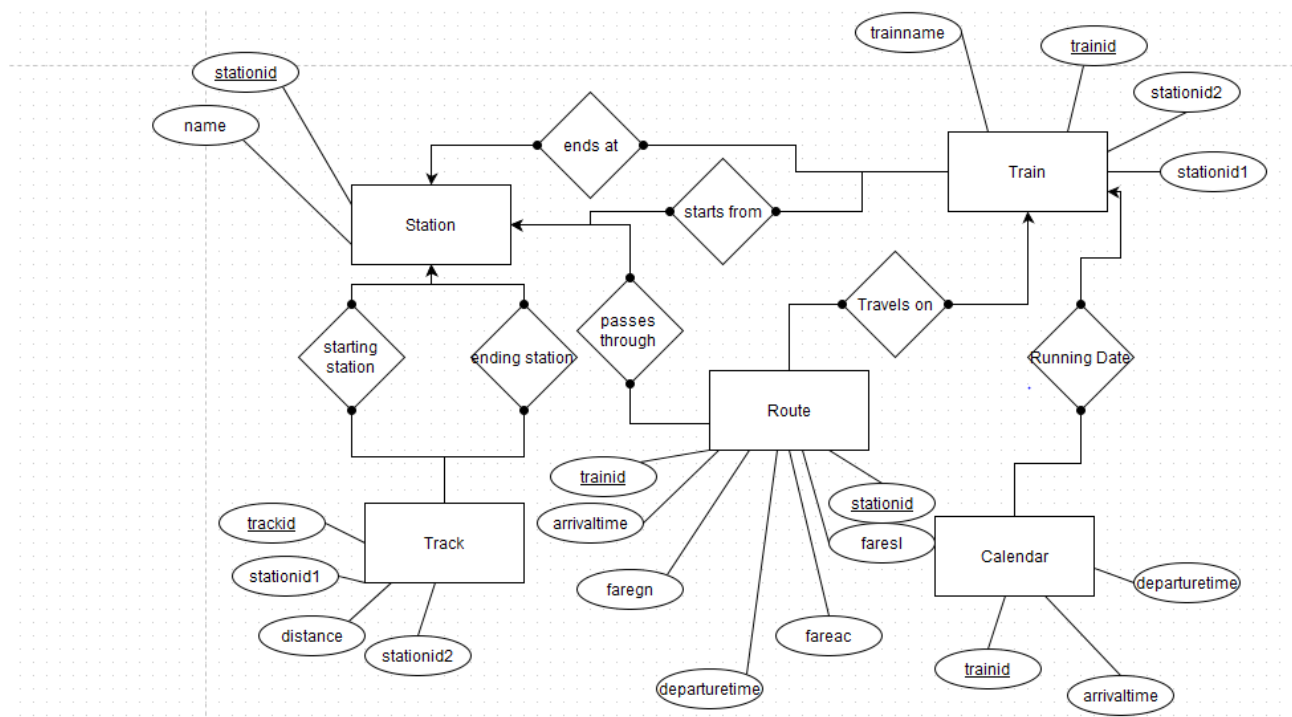 trainname
trainid
stationid
stationid2
name
ends at
Train
stationid1
starts from
Station
Travels on
passes
through
starting
station
ending station
Running Date
Route
trainid
stationid
arrivaltime
trackid
Track
faresl
Calendar
stationid1
faregn
departuretime
distance
fareac
stationid2
trainid
departuretime
arrivaltime